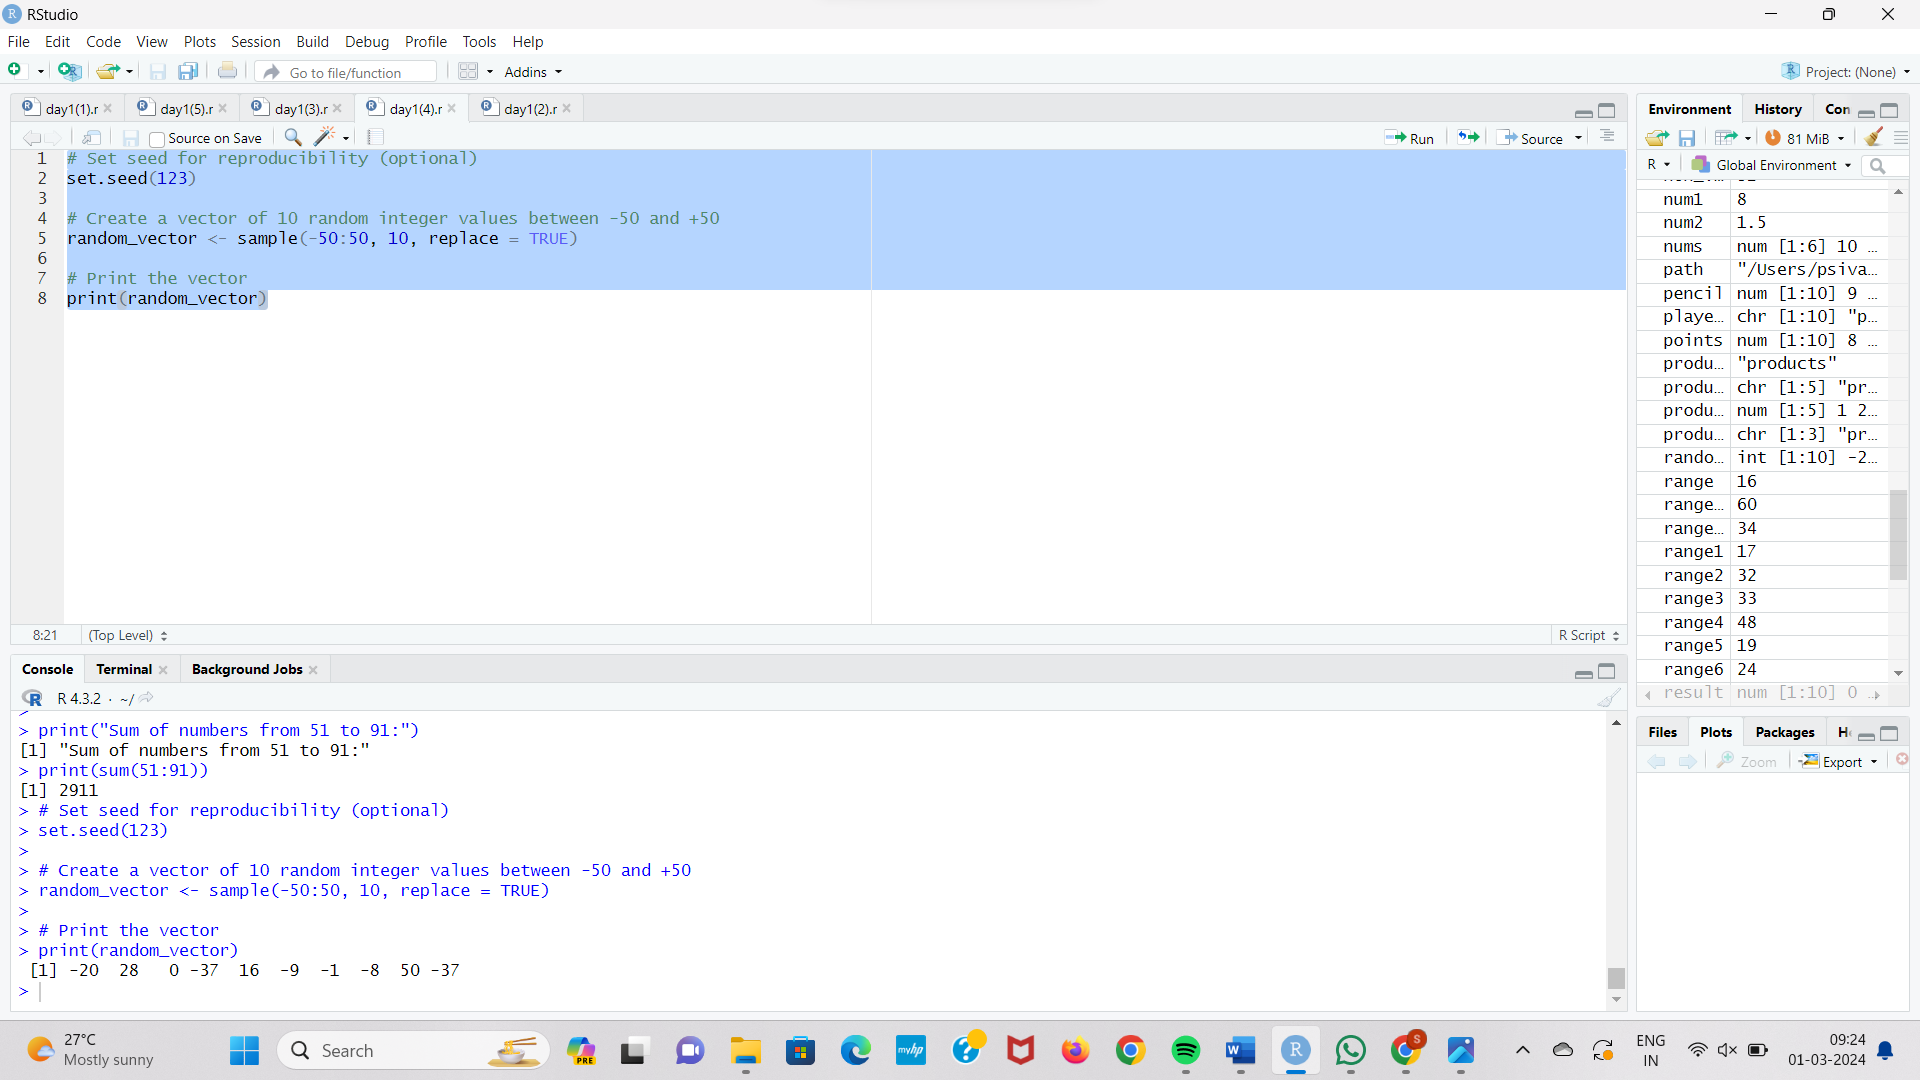 RStudio
File Edit Code View Plots Session Build Debug Profile Tools Help
Go to file/function Addins Project: (None)
day1(1).r day1(5).r day1(3).r day1(4).r day1(2).r
Source on Save Run Source
1 # Set seed for reproducibility (optional)
2 set.seed(123)
3
4 # Create a vector of 10 random integer values between -50 and +50
5 random_vector <- sample(-50:50, 10, replace = TRUE)
6
7 # Print the vector
8 print(random_vector)
8:21 (Top Level) R Script
Console Terminal Background Jobs
R 4.3.2 · ~/
>
> print("Sum of numbers from 51 to 91:")
[1] "Sum of numbers from 51 to 91:"
> print(sum(51:91))
[1] 2911
> # Set seed for reproducibility (optional)
> set.seed(123)
>
> # Create a vector of 10 random integer values between -50 and +50
> random_vector <- sample(-50:50, 10, replace = TRUE)
>
> # Print the vector
> print(random_vector)
[1] -20 28 0 -37 16 -9 -1 -8 50 -37
>
Environment History Con
81 MiB
R Global Environment
num1 8
num2 1.5
nums num [1:6] 10 …
path "/Users/psiva…
pencil num [1:10] 9 …
playe… chr [1:10] "p…
points num [1:10] 8 …
produ… "products"
produ… chr [1:5] "pr…
produ… num [1:5] 1 2…
produ… chr [1:3] "pr…
rando… int [1:10] -2…
range 16
range… 60
range… 34
range1 17
range2 32
range3 33
range4 48
range5 19
range6 24
result num [1:10] 0 …
Files Plots Packages H
Zoom Export
27°C
Mostly sunny
Search
PRE
myhp
S
ENG
IN
09:24
01-03-2024